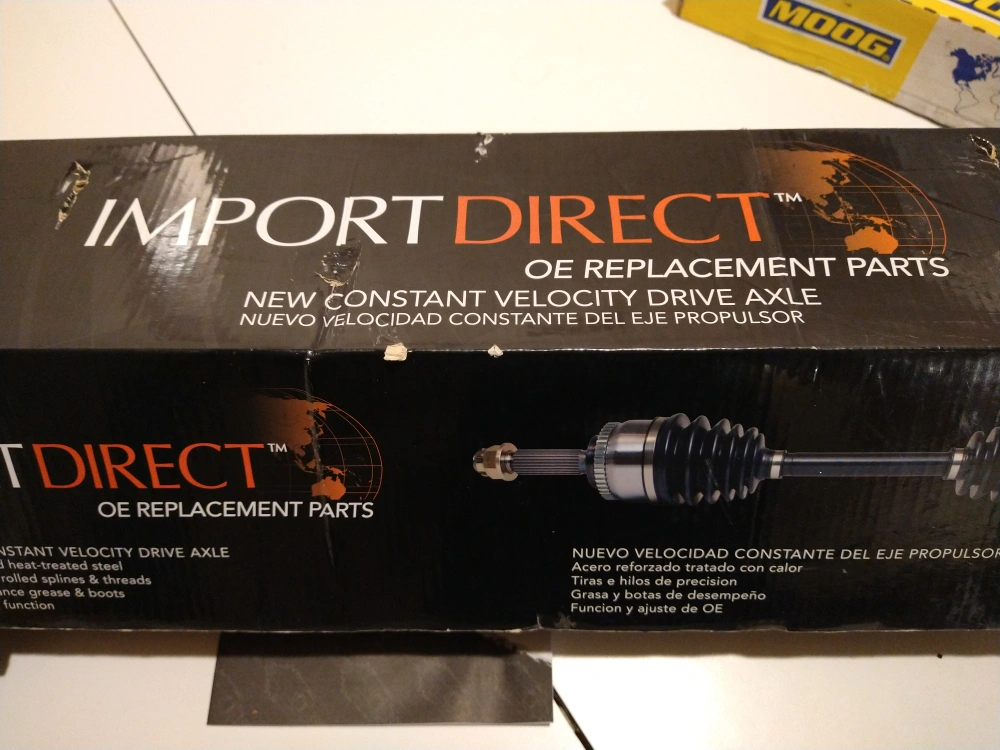 MOOG
IMPORT DIRECT™
OE REPLACEMENT PARTS
NEW CONSTANT VELOCITY DRIVE AXLE
NUEVO VELOCIDAD CONSTANTE DEL EJE PROPULSOR
T DIRECT™
OE REPLACEMENT PARTS
NSTANT VELOCITY DRIVE AXLE
d heat-treated steel
rolled splines & threads
ance grease & boots
function
NUEVO VELOCIDAD CONSTANTE DEL EJE PROPULSOR
Acero reforzado tratado con calor
Tiras e hilos de precision
Grasa y botas de desempeño
Funcion y ajuste de OE